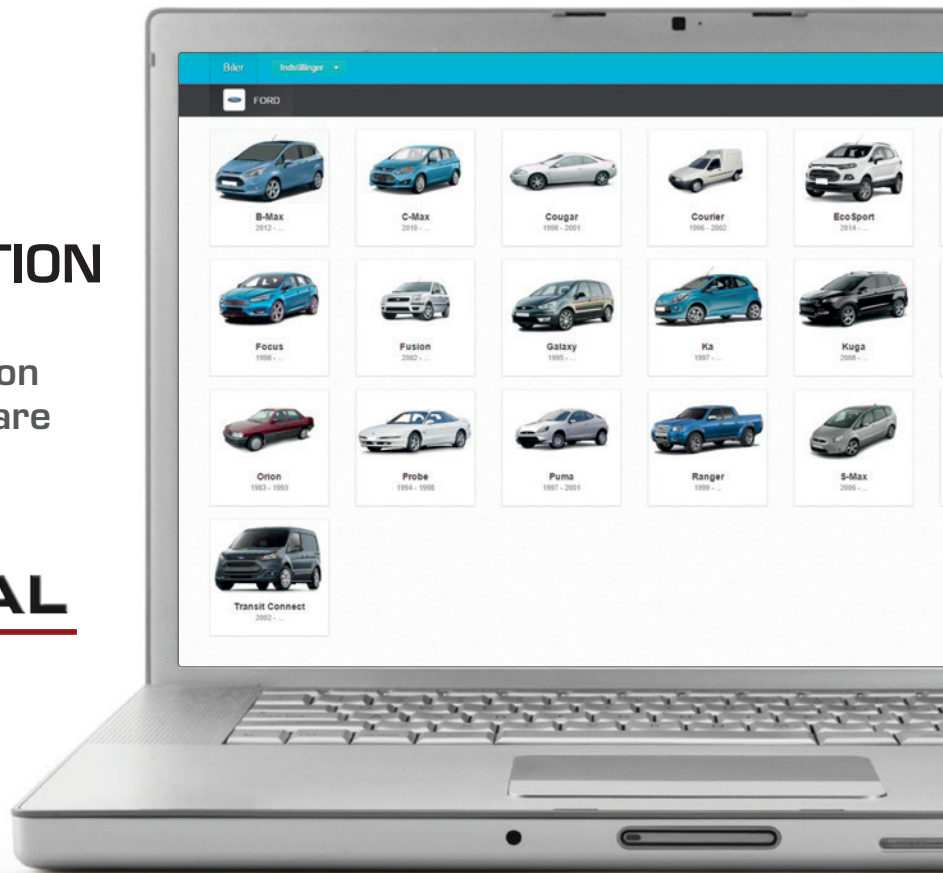 TION
on
are
AL
Biler Indstillinger
FORD
B-Max
2012 - ...
C-Max
2010 - ...
Cougar
1998 - 2001
Courier
1996 - 2002
EcoSport
2014 - ...
Focus
1998 - ...
Fusion
2002 - ...
Galaxy
1995 - ...
Ka
1997 - ...
Kuga
2008 - ...
Orion
1983 - 1993
Probe
1994 - 1998
Puma
1997 - 2001
Ranger
1999 - ...
S-Max
2006 - ...
Transit Connect
2002 - ...